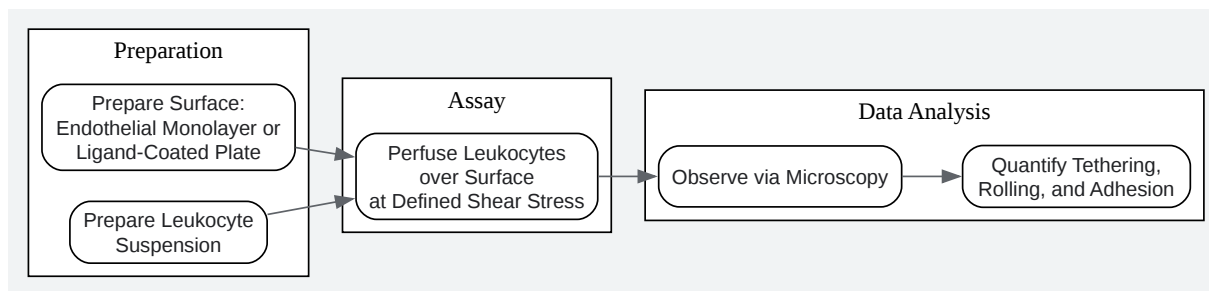 Preparation
Prepare Surface:
Endothelial Monolayer or
Ligand-Coated Plate
Prepare Leukocyte
Suspension
Assay
Perfuse Leukocytes
over Surface
at Defined Shear Stress
Data Analysis
Observe via Microscopy
Quantify Tethering,
Rolling, and Adhesion